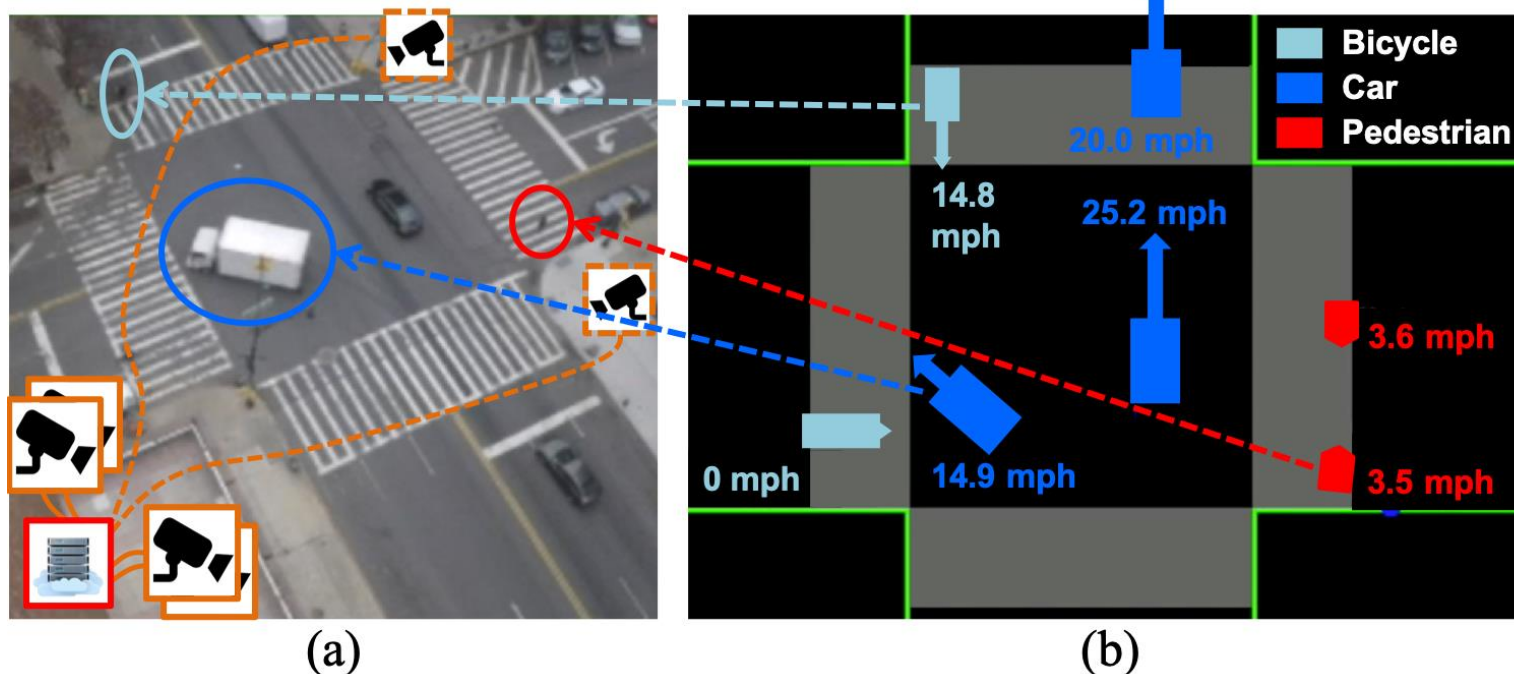 Bicycle
Car
Pedestrian
20.0 mph
14.8
mph
25.2 mph
3.6 mph
0 mph
14.9 mph
3.5 mph
(a)
(b)